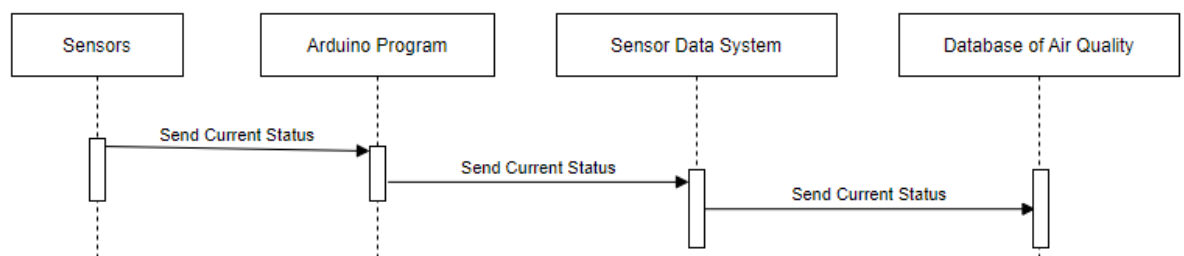 Sensors
Arduino Program
Sensor Data System
Database of Air Quality
Send Current Status
Send Current Status
Send Current Status